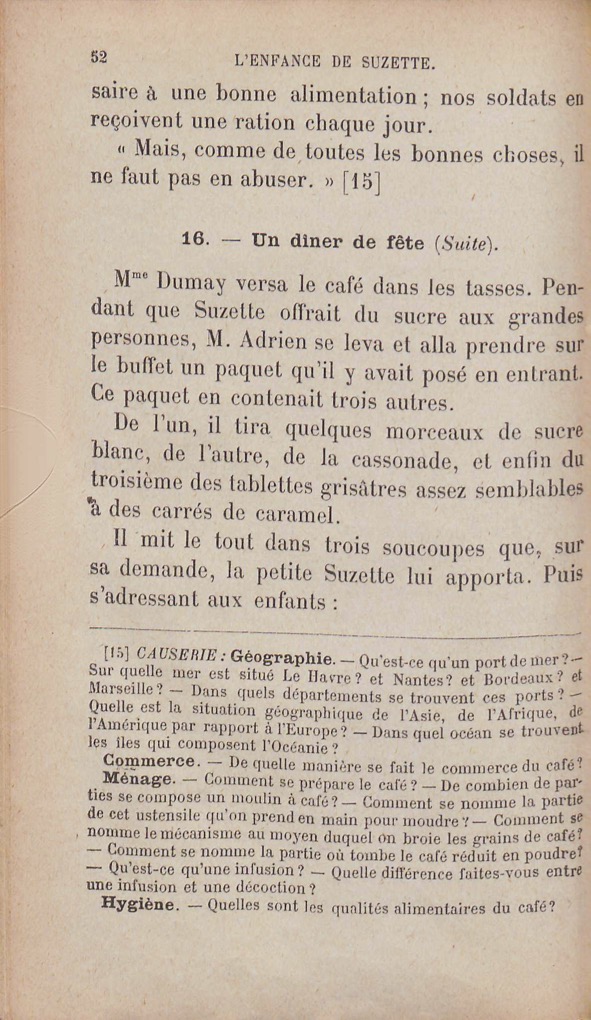 52
L'ENFANCE DE SUZETTE.
saire à une bonne alimentation ; nos soldats en
reçoivent une ration chaque jour.
« Mais, comme de toutes les bonnes choses, il
ne faut pas en abuser. » [15]
16. — Un dîner de fête (Suite).
Mme Dumay versa le café dans les tasses. Pen-
dant que Suzette offrait du sucre aux grandes
personnes, M. Adrien se leva et alla prendre sur
le buffet un paquet qu'il y avait posé en entrant.
Ce paquet en contenait trois autres.
De l'un, il tira quelques morceaux de sucre
blanc, de l'autre, de la cassonade, et enfin du
troisième des tablettes grisâtres assez semblables
à des carrés de caramel.
Il mit le tout dans trois soucoupes que, sur
sa demande, la petite Suzette lui apporta. Puis
s'adressant aux enfants :
[15] CAUSERIE : Géographie. — Qu'est-ce qu'un port de mer ? —
Sur quelle mer est situé Le Havre ? et Nantes ? et Bordeaux ? et
Marseille ? — Dans quels départements se trouvent ces ports ? —
Quelle est la situation géographique de l'Asie, de l'Afrique, de
l'Amérique par rapport à l'Europe ? — Dans quel océan se trouvent
les îles qui composent l'Océanie ?
Commerce. — De quelle manière se fait le commerce du café ?
Ménage. — Comment se prépare le café ? — De combien de par-
ties se compose un moulin à café ? — Comment se nomme la partie
de cet ustensile qu'on prend en main pour moudre ? — Comment se
nomme le mécanisme au moyen duquel on broie les grains de café ?
— Comment se nomme la partie où tombe le café réduit en poudre ?
— Qu'est-ce qu'une infusion ? — Quelle différence faites-vous entre
une infusion et une décoction ?
Hygiène. — Quelles sont les qualités alimentaires du café ?